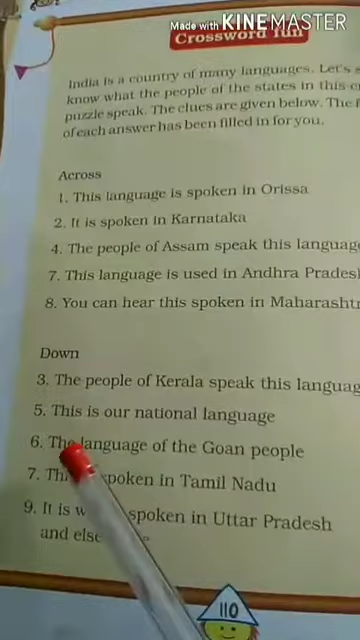 Made with KINEMASTER
Crossword fun
India is a country of many languages. Let's
know what the people of the states in this
puzzle speak. The clues are given below. The
of each answer has been filled in for you.
Across
1. This language is spoken in Orissa
2. It is spoken in Karnataka
4. The people of Assam speak this language
7. This language is used in Andhra Pradesh
8. You can hear this spoken in Maharashtr
Down
3. The people of Kerala speak this languag
5. This is our national language
6. The language of the Goan people
7. spoken in Tamil Nadu
9. It is spoken in Uttar Pradesh
and
110